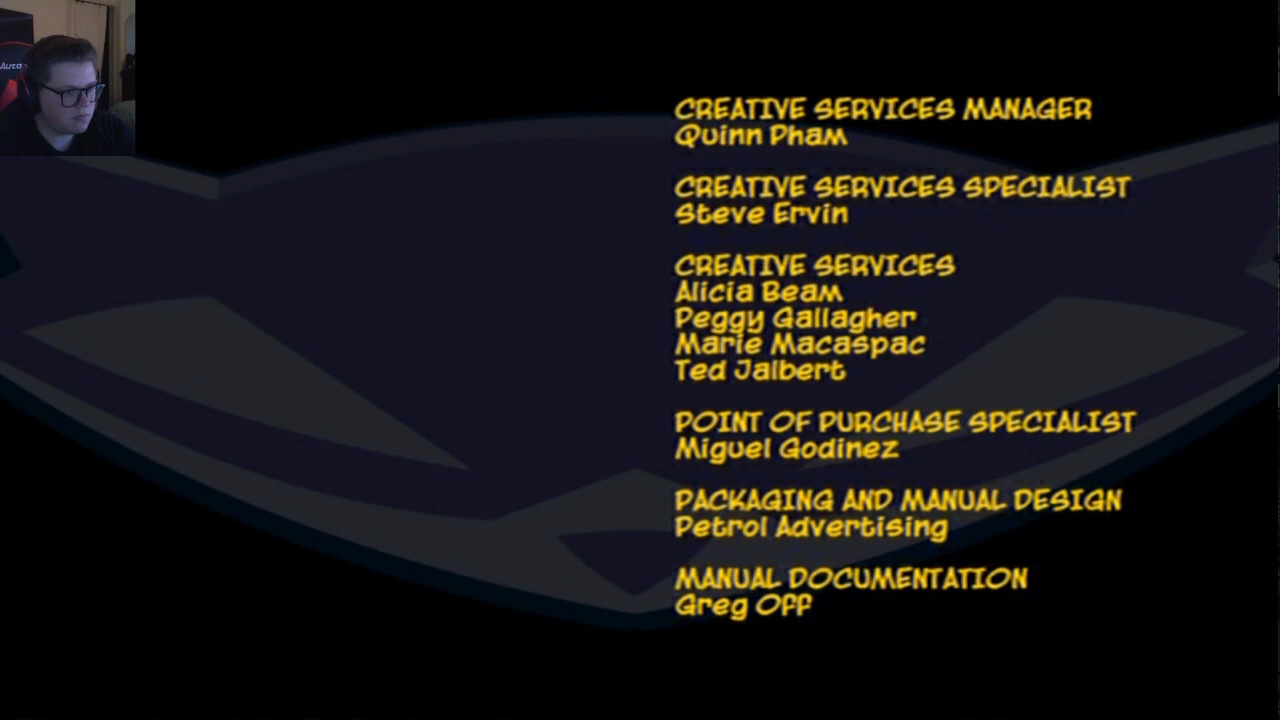 Auto
CREATIVE SERVICES MANAGER
Quinn Pham
CREATIVE SERVICES SPECIALIST
Steve Ervin
CREATIVE SERVICES
Alicia Beam
Peggy Gallagher
Marie Macaspac
Ted Jalbert
POINT OF PURCHASE SPECIALIST
Miguel Godinez
PACKAGING AND MANUAL DESIGN
Petrol Advertising
MANUAL DOCUMENTATION
Greg Off